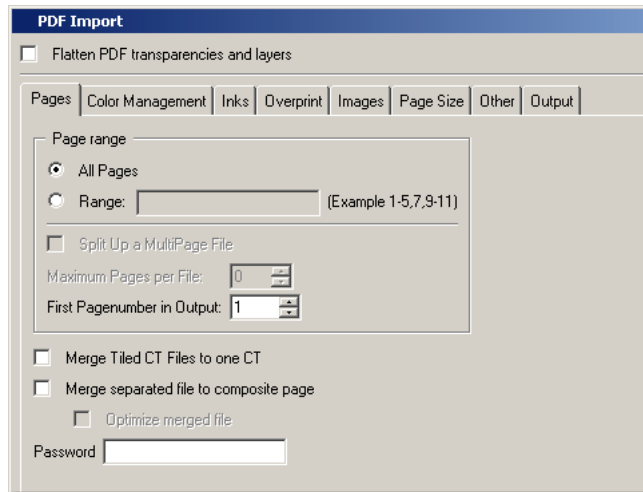 PDF Import
Flatten PDF transparencies and layers
Pages Color Management Inks Overprint Images Page Size Other Output
Page range
All Pages
Range: (Example 1-5,7,9-11)
Split Up a MultiPage File
Maximum Pages per File: 0
First Pagenumber in Output: 1
Merge Tiled CT Files to one CT
Merge separated file to composite page
Optimize merged file
Password